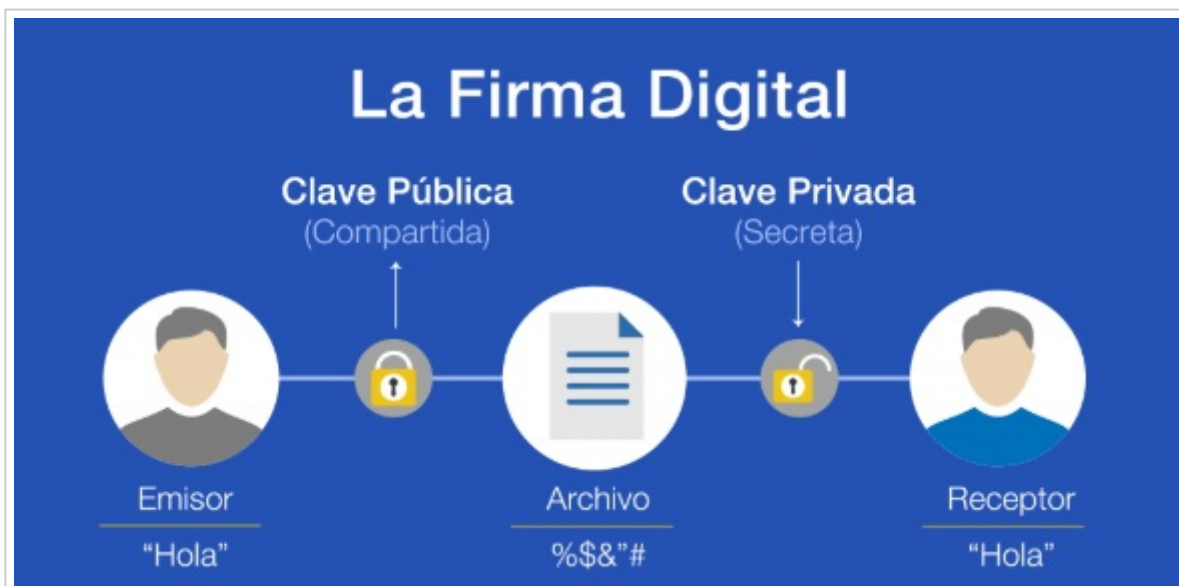 La Firma Digital
Clave Pública
(Compartida)
Clave Privada
(Secreta)
Emisor
Archivo
Receptor
“Hola”
%$&”#
“Hola”